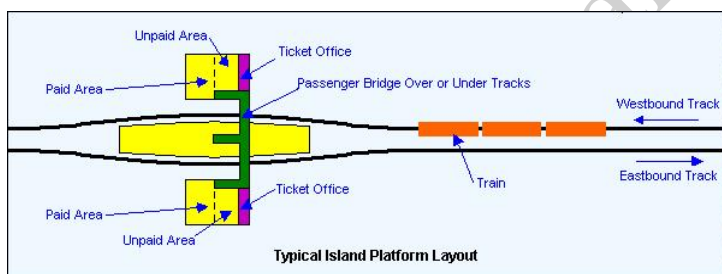 Unpaid Area
Ticket Office
Paid Area
Passenger Bridge Over or Under Tracks
Westbound Track
Train
Eastbound Track
Ticket Office
Paid Area
Unpaid Area
Typical Island Platform Layout